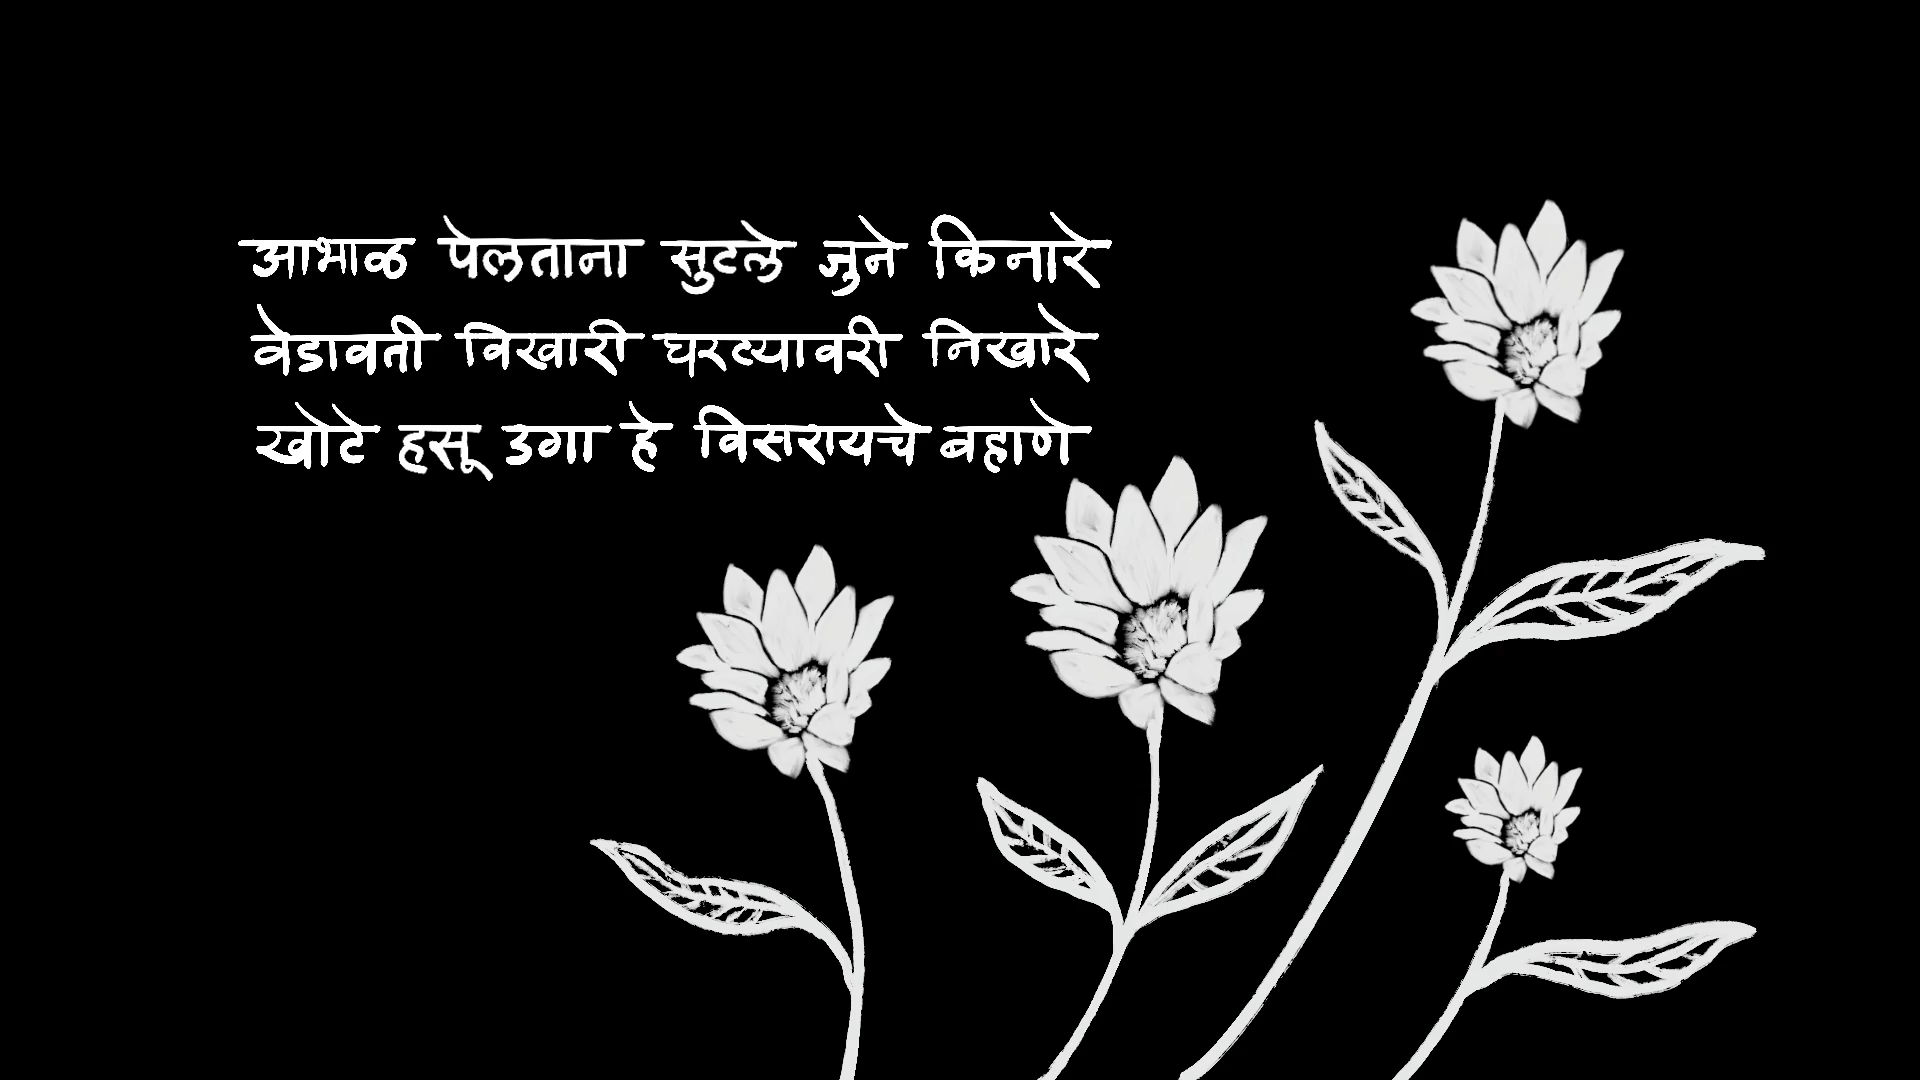 आभाळ पेलताना सुटले जुने किनारे
वेडावती विखारी घरट्यावरी निखारे
खोटे हसू उगा हे विसरायचे बहाणे